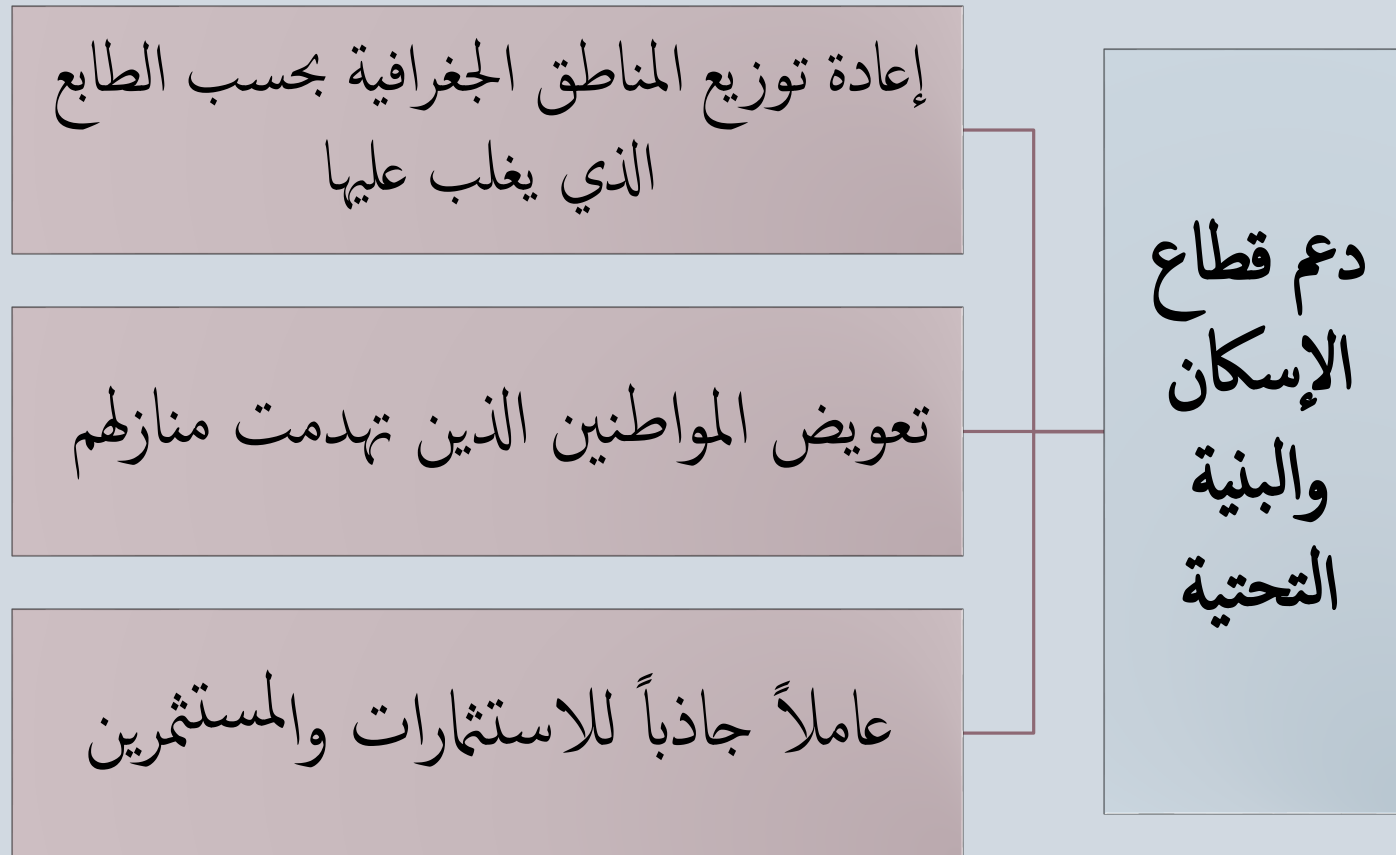 دعم قطاع
الإسكان
والبنية
التحتية
إعادة توزيع المناطق الجغرافية بحسب الطابع
الذي يغلب عليها
تعويض المواطنين الذين تهدمت منازلهم
عاملاً جاذباً للاستثمارات والمستثمرين